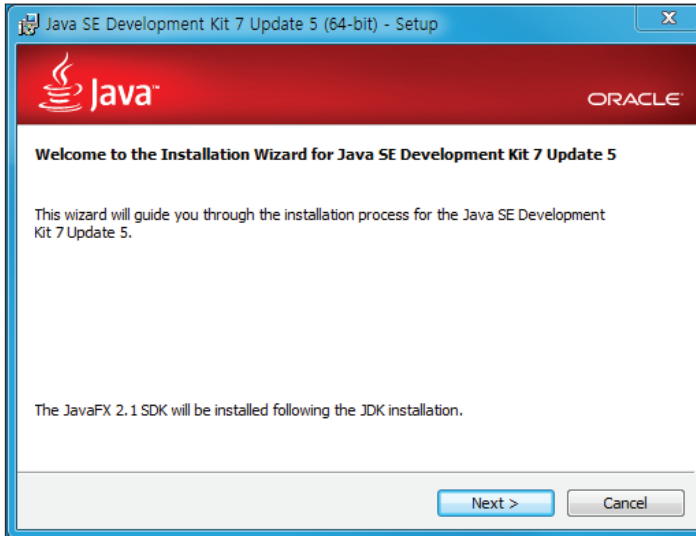 Java SE Development Kit 7 Update 5 (64-bit) - Setup
Java™
ORACLE®
Welcome to the Installation Wizard for Java SE Development Kit 7 Update 5
This wizard will guide you through the installation process for the Java SE Development
Kit 7 Update 5.
The JavaFX 2.1 SDK will be installed following the JDK installation.
Next >
Cancel